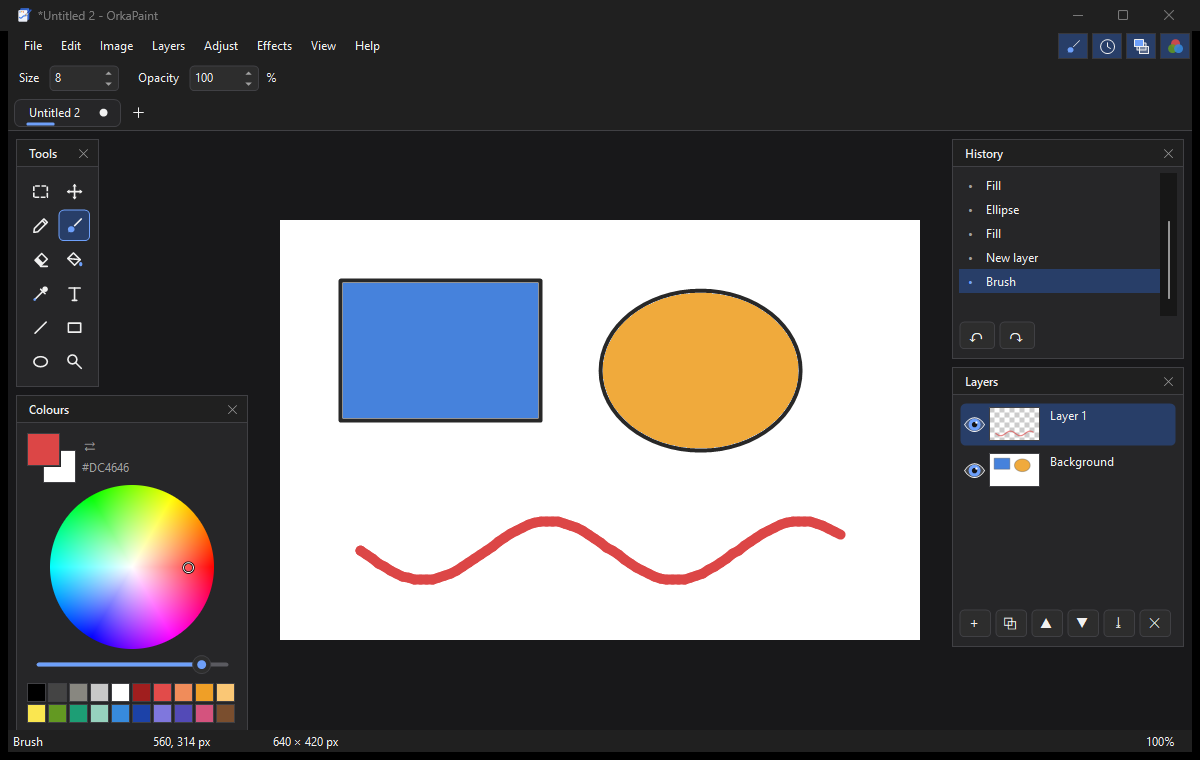 *Untitled 2 - OrkaPaint
File Edit Image Layers Adjust Effects View Help
Size 8 Opacity 100 %
Untitled 2
Tools
Colours
#DC4646
History
Fill
Ellipse
Fill
New layer
Brush
Layers
Layer 1
Background
Brush 560, 314 px 640 × 420 px 100%